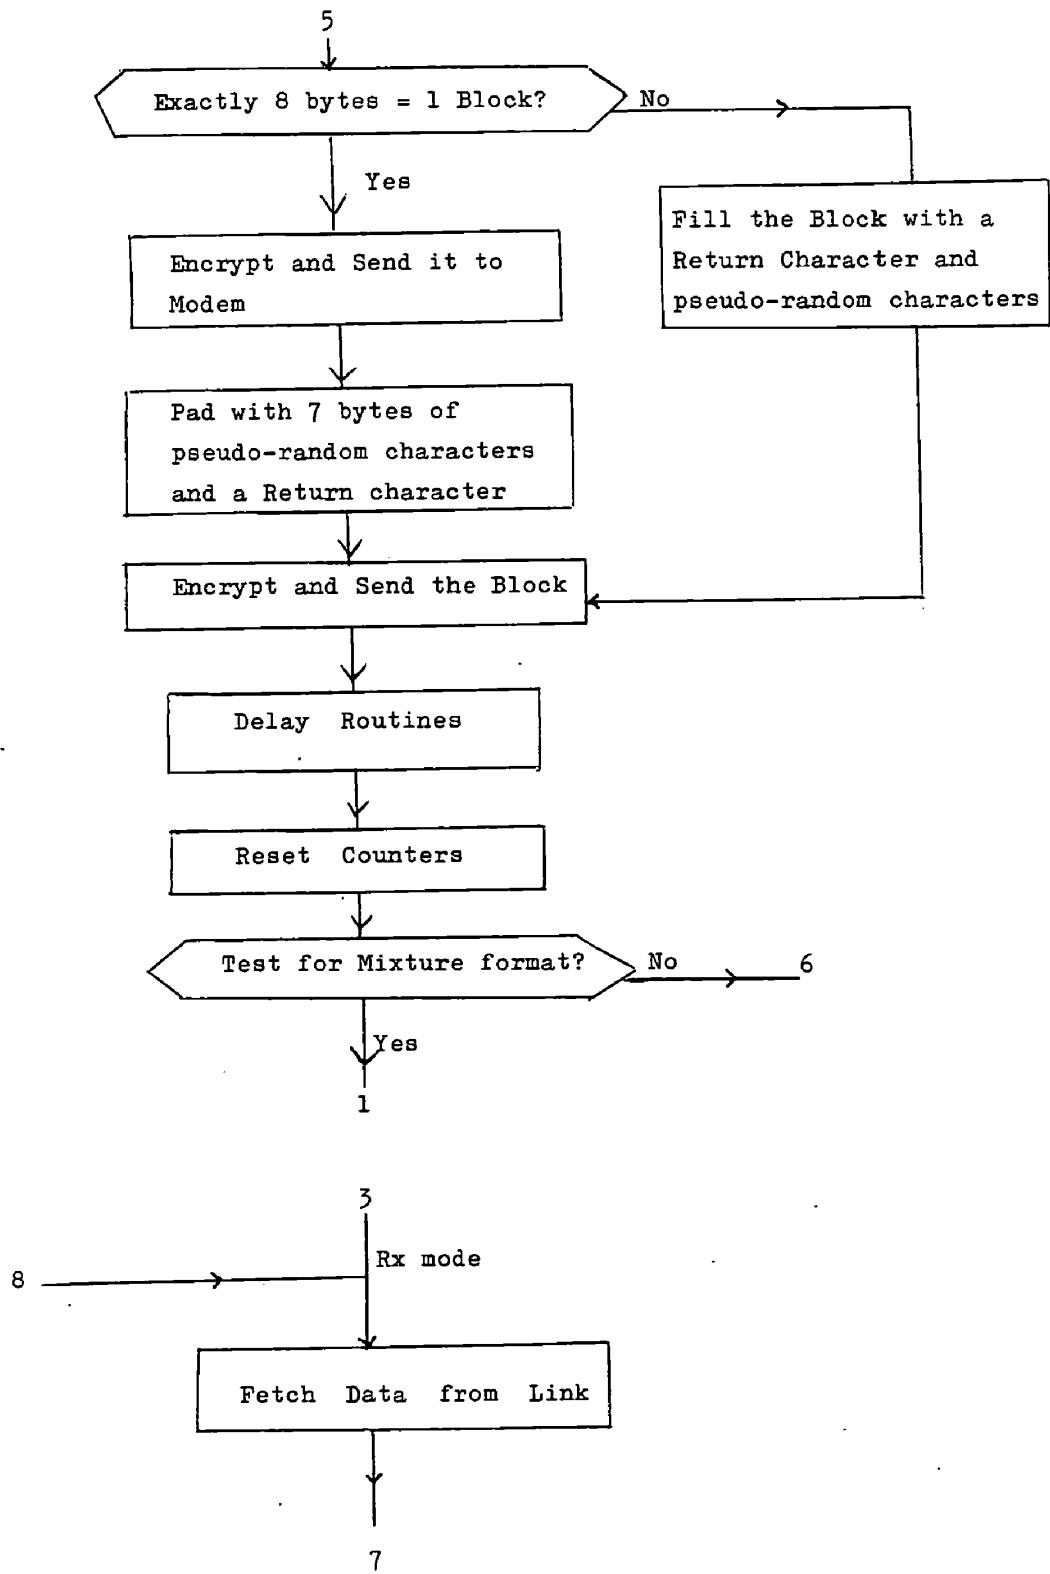 5
Exactly 8 bytes = 1 Block?
No
Yes
Fill the Block with a
Return Character and
pseudo-random characters
Encrypt and Send it to
Modem
Pad with 7 bytes of
pseudo-random characters
and a Return character
Encrypt and Send the Block
Delay Routines
Reset Counters
Test for Mixture format?
No
6
Yes
1
3
Rx mode
8
Fetch Data from Link
7